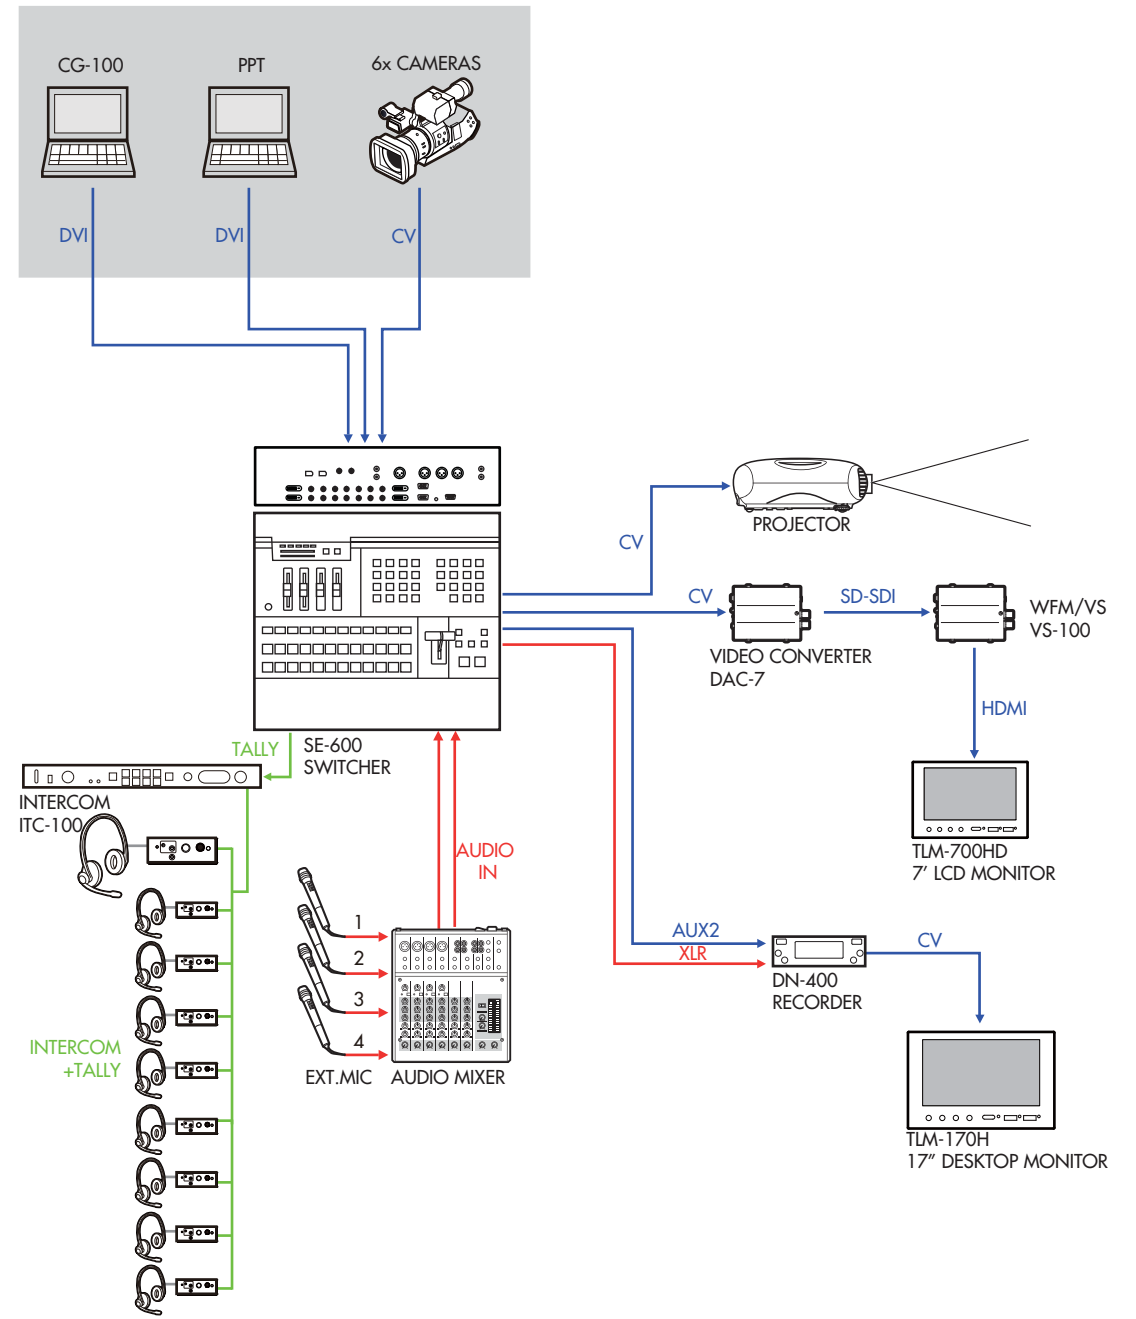 CG-100
PPT
6x CAMERAS
DVI
DVI
CV
PROJECTOR
CV
CV
SD-SDI
WFM/VS
VS-100
VIDEO CONVERTER
DAC-7
HDMI
TALLY
SE-600
SWITCHER
INTERCOM
ITC-100
TLM-700HD
7’ LCD MONITOR
AUDIO
IN
1
2
3
4
AUX2
XLR
CV
DN-400
RECORDER
INTERCOM
+TALLY
EXT.MIC
AUDIO MIXER
TLM-170H
17” DESKTOP MONITOR